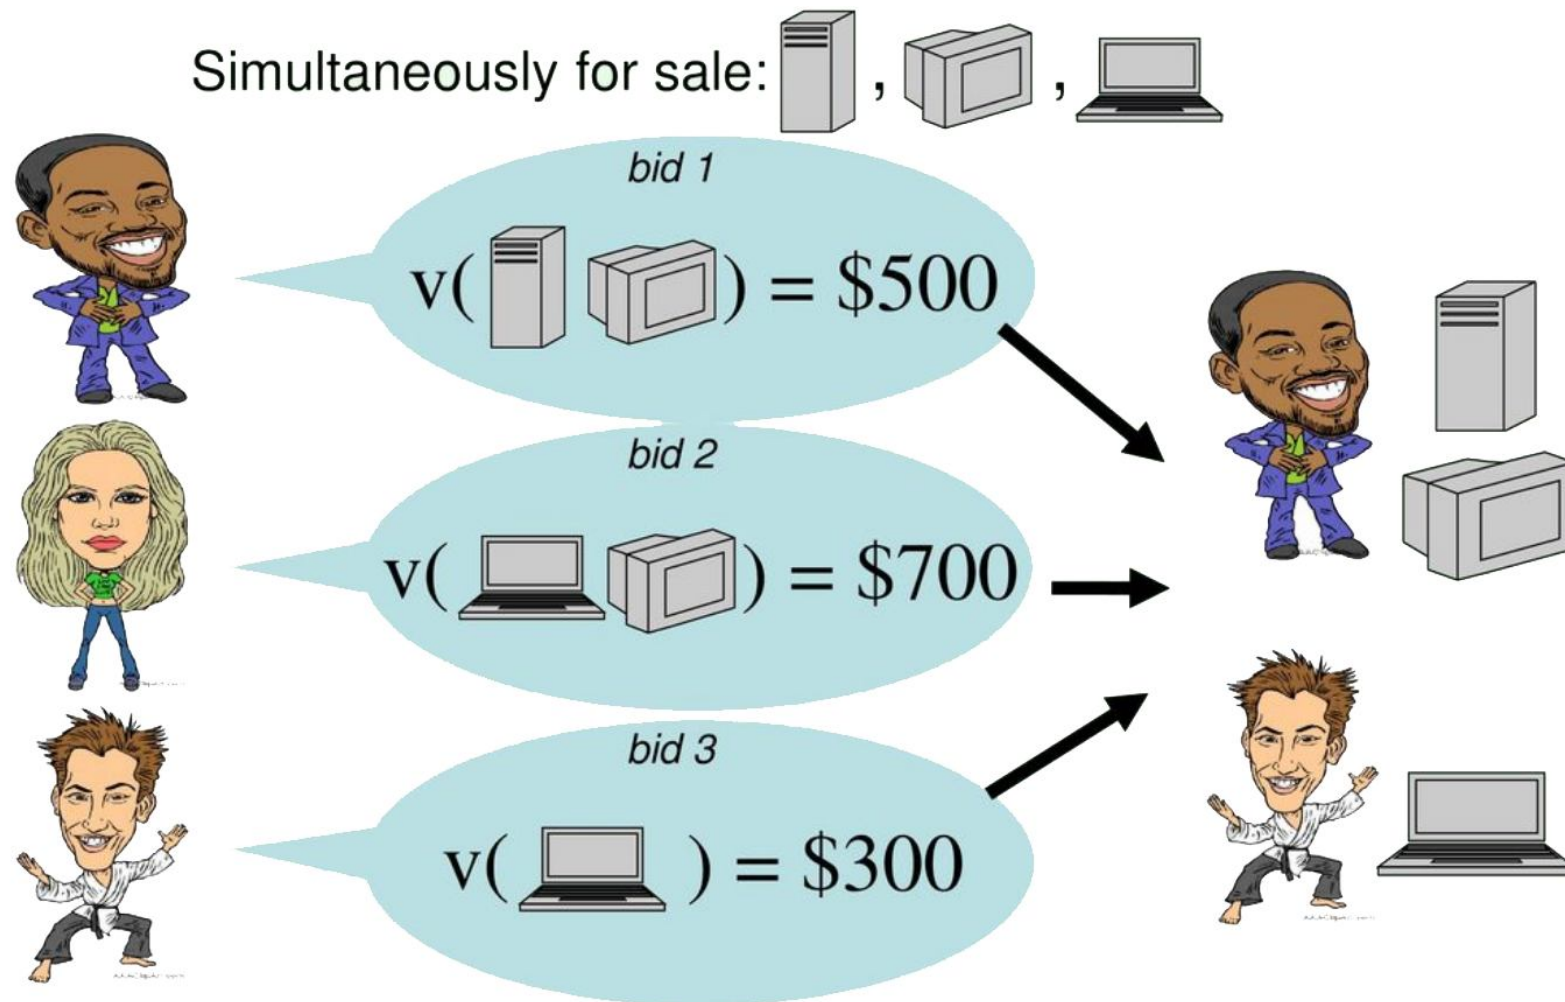 Simultaneously for sale: , ,
bid 1
v( ) = $500
bid 2
v( ) = $700
bid 3
v( ) = $300